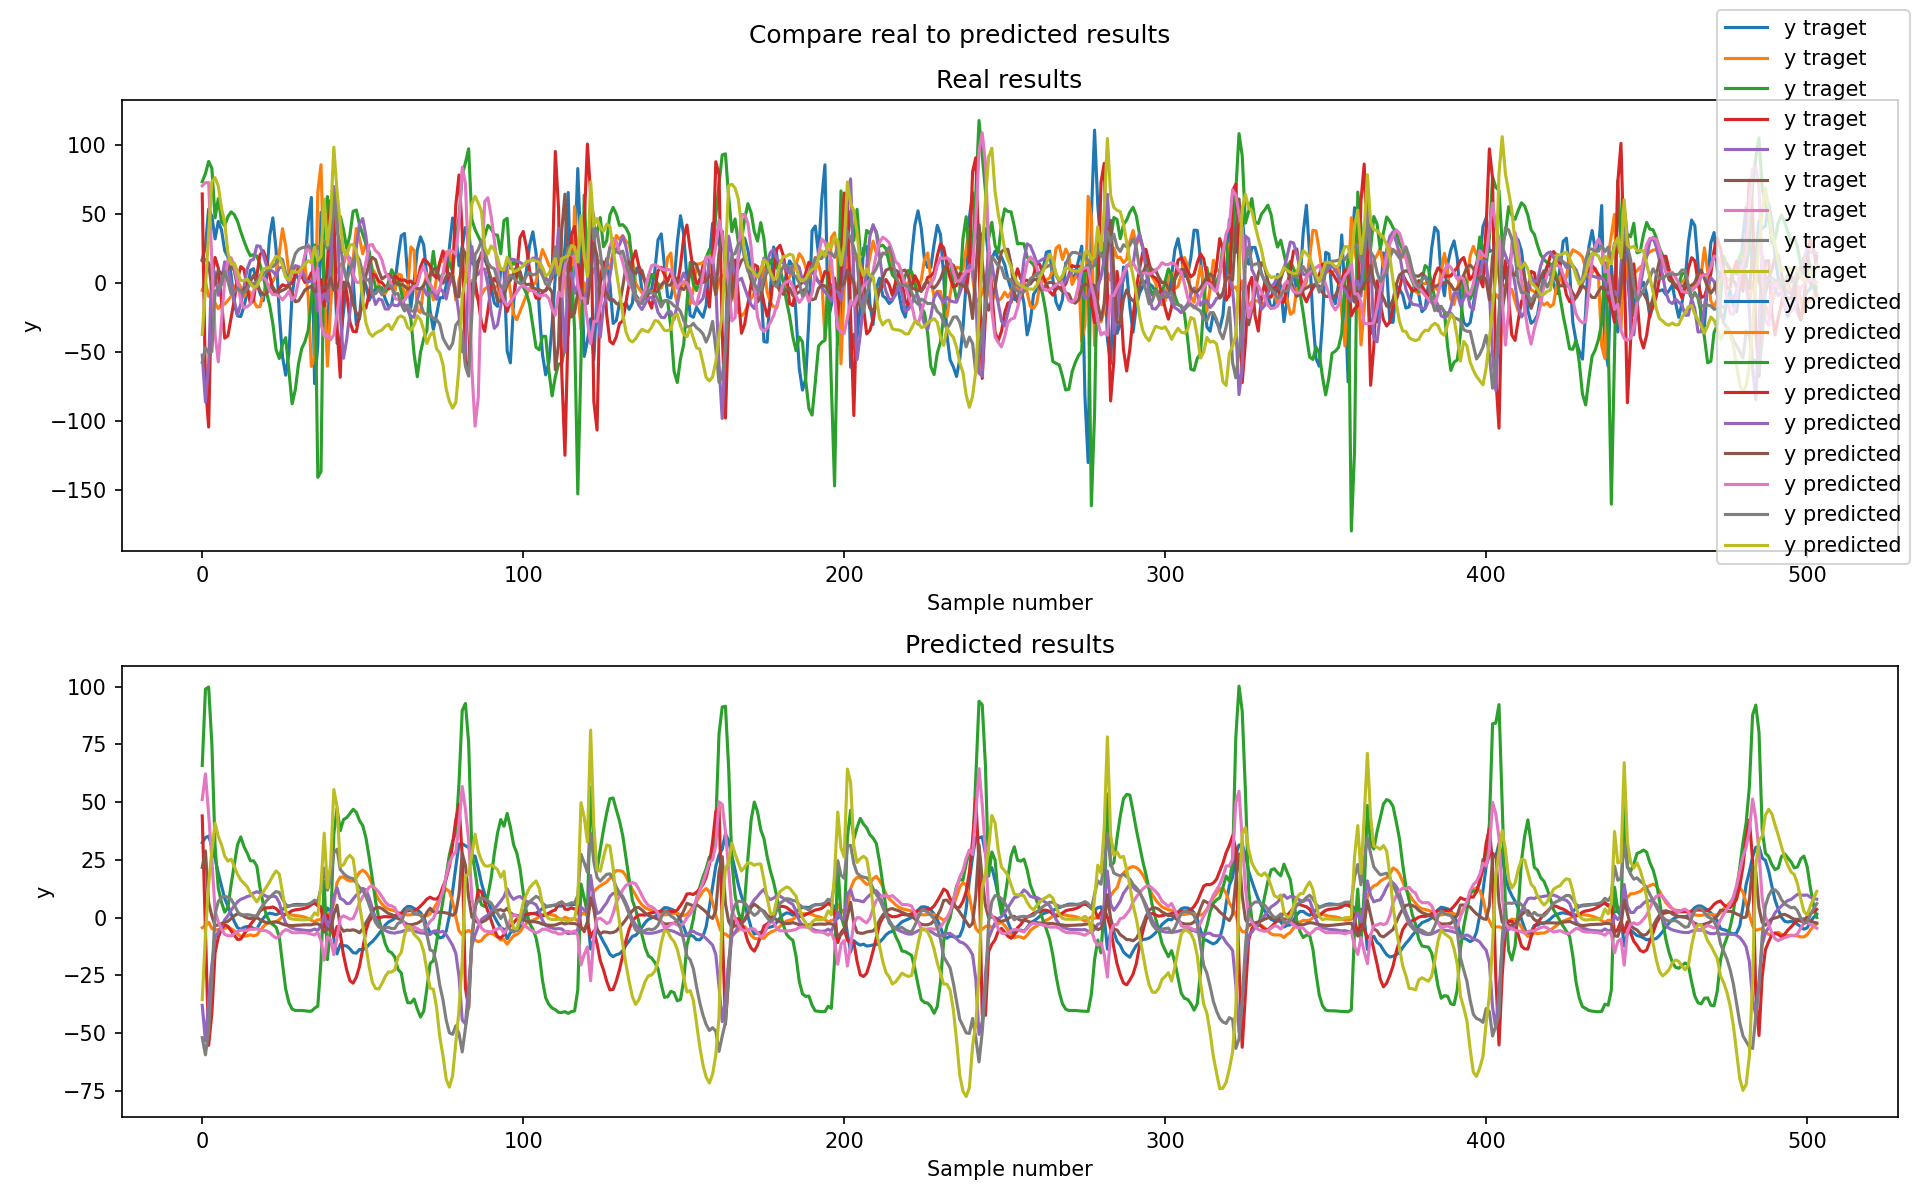 Compare real to predicted results
Real results
y traget
y traget
y traget
y traget
y traget
y traget
y traget
y traget
y traget
y predicted
y predicted
y predicted
y predicted
y predicted
y predicted
y predicted
y predicted
y predicted
100
50
0
−50
−100
−150
y
0 100 200 300 400 500
Sample number
Predicted results
100
75
50
25
0
−25
−50
−75
y
0 100 200 300 400 500
Sample number